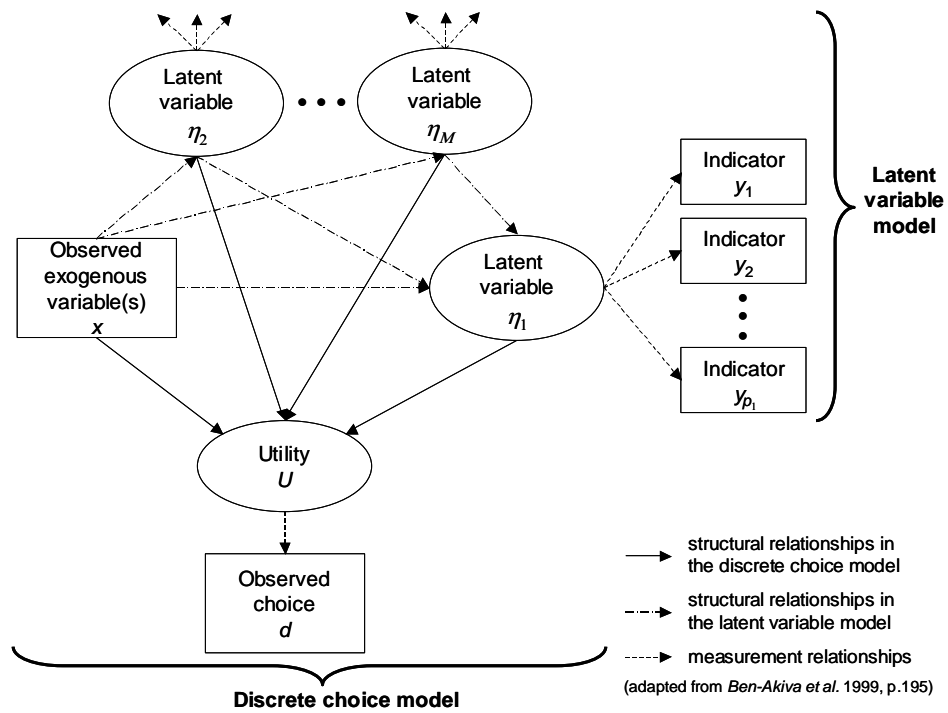 Latent
variable
η2
• • •
Latent
variable
ηM
Indicator
y1
Indicator
y2
Indicator
yp1
Latent
variable
model
Observed
exogenous
variable(s)
x
Latent
variable
η1
Utility
U
Observed
choice
d
structural relationships in
the discrete choice model
structural relationships in
the latent variable model
measurement relationships
(adapted from Ben-Akiva et al. 1999, p.195)
Discrete choice model